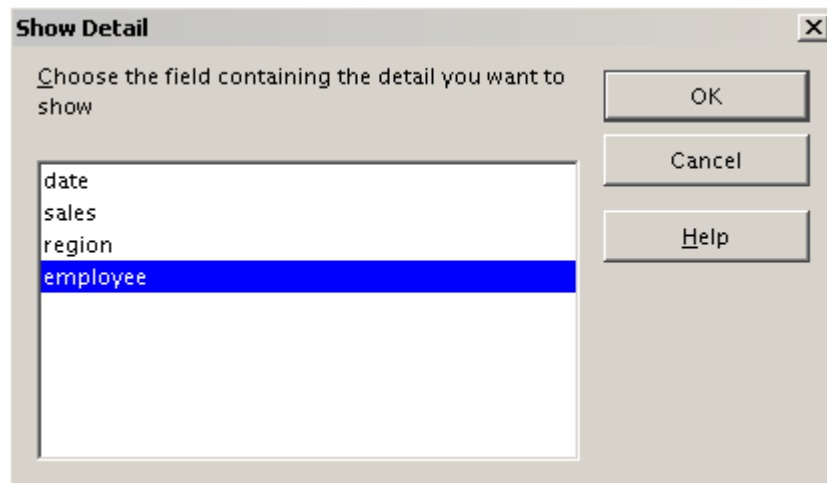 Show Detail
Choose the field containing the detail you want to
show
OK
Cancel
Help
date
sales
region
employee